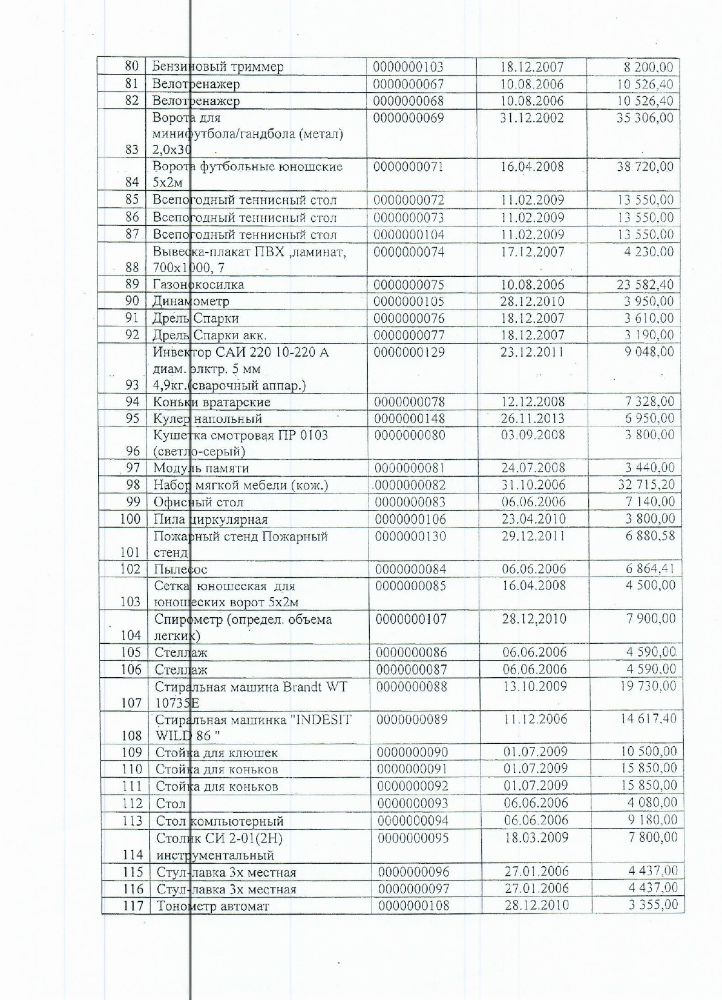 80 Бензиновый триммер 0000000103 18.12.2007 8 200,00
81 Велотренажер 0000000067 10.08.2006 10 526,40
82 Велотренажер 0000000068 10.08.2006 10 526,40
Ворота для 0000000069 31.12.2002 35 306,00
минифутбола/гандбола (метал)
83 2,0х30
Ворота футбольные юношские 0000000071 16.04.2008 38 720,00
84 5х2м
85 Всепогодный теннисный стол 0000000072 11.02.2009 13 550,00
86 Всепогодный теннисный стол 0000000073 11.02.2009 13 550,00
87 Всепогодный теннисный стол 0000000104 11.02.2009 13 550,00
Вывеска-плакат ПВХ ,ламинат, 0000000074 17.12.2007 4 230,00
88 700х1000, 7
89 Газонокосилка 0000000075 10.08.2006 23 582,40
90 Динамометр 0000000105 28.12.2010 3 950,00
91 Дрель Спарки 0000000076 18.12.2007 3 610,00
92 Дрель Спарки акк. 0000000077 18.12.2007 3 190,00
Инвектор САИ 220 10-220 А 0000000129 23.12.2011 9 048,00
диам. элктр. 5 мм
93 4,9кг.(сварочный аппар.)
94 Коньки вратарские 0000000078 12.12.2008 7 328,00
95 Кулер напольный 0000000148 26.11.2013 6 950,00
Кушетка смотровая ПР 0103 0000000080 03.09.2008 3 800,00
96 (светло-серый)
97 Модуль памяти 0000000081 24.07.2008 3 440,00
98 Набор мягкой мебели (кож.) 0000000082 31.10.2006 32 715,20
99 Офисный стол 0000000083 06.06.2006 7 140,00
100 Пила циркулярная 0000000106 23.04.2010 3 800,00
Пожарный стенд Пожарный 0000000130 29.12.2011 6 880,58
101 стенд
102 Пылесос 0000000084 06.06.2006 6 864,41
Сетка юношеская для 0000000085 16.04.2008 4 500,00
103 юношеских ворот 5х2м
Спирометр (определ. объема 0000000107 28.12.2010 7 900,00
104 легких)
105 Стеллаж 0000000086 06.06.2006 4 590,00
106 Стеллаж 0000000087 06.06.2006 4 590,00
Стиральная машина Brandt WT 0000000088 13.10.2009 19 730,00
107 10735E
Стиральная машинка "INDESIT 0000000089 11.12.2006 14 617,40
108 WILD 86 "
109 Стойка для клюшек 0000000090 01.07.2009 10 500,00
110 Стойка для коньков 0000000091 01.07.2009 15 850,00
111 Стойка для коньков 0000000092 01.07.2009 15 850,00
112 Стол 0000000093 06.06.2006 4 080,00
113 Стол компьютерный 0000000094 06.06.2006 9 180,00
Столик СИ 2-01(2Н) 0000000095 18.03.2009 7 800,00
114 инструментальный
115 Стул-лавка 3х местная 0000000096 27.01.2006 4 437,00
116 Стул-лавка 3х местная 0000000097 27.01.2006 4 437,00
117 Тонометр автомат 0000000108 28.12.2010 3 355,00